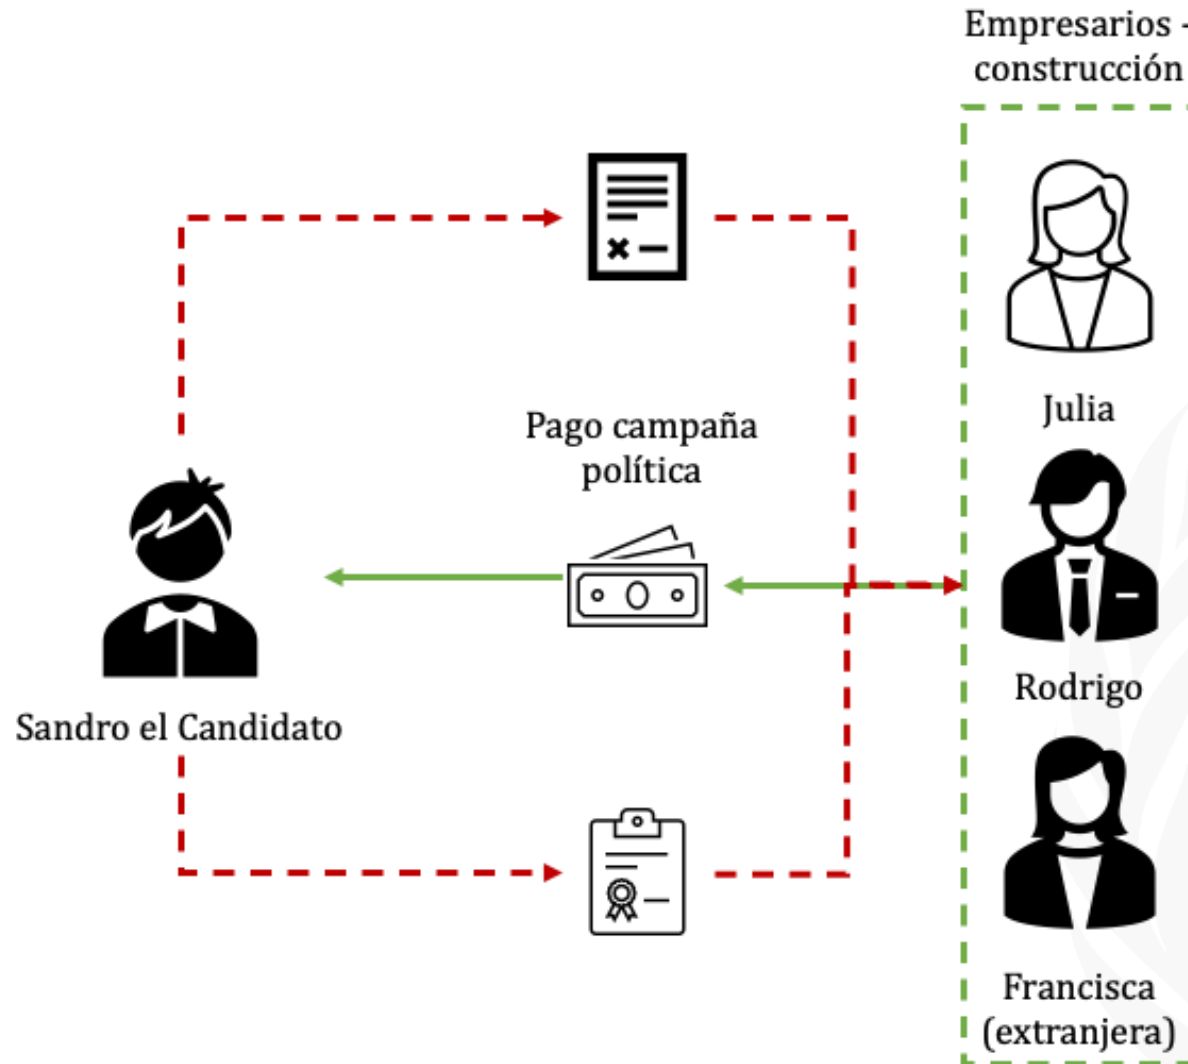 Empresarios -
construcción
Julia
Pago campaña
política
Rodrigo
Sandro el Candidato
Francisca
(extranjera)